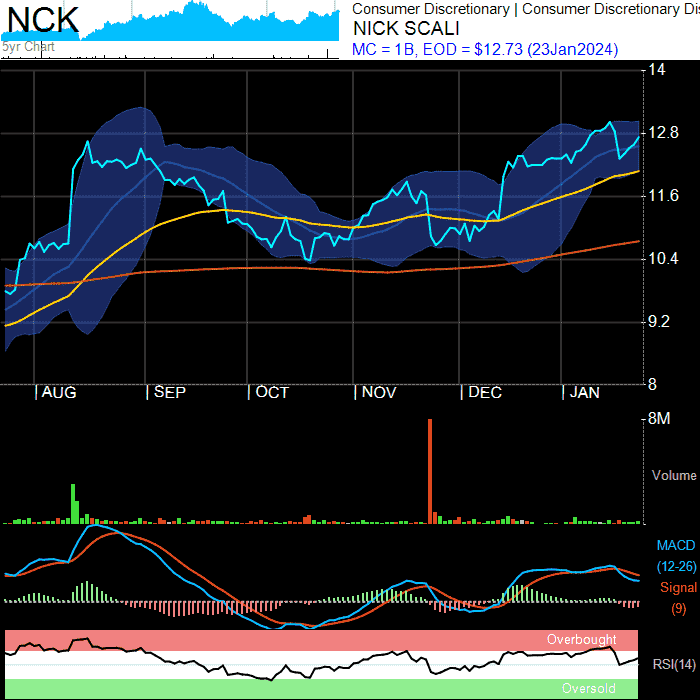 NCK
5yr Chart
Consumer Discretionary | Consumer Discretionary Dis
NICK SCALI
MC = 1B, EOD = $12.73 (23Jan2024)
14
12.8
11.6
10.4
9.2
8
AUG
SEP
OCT
NOV
DEC
JAN
8M
Volume
MACD
(12-26)
Signal
(9)
Overbought
RSI(14)
Oversold